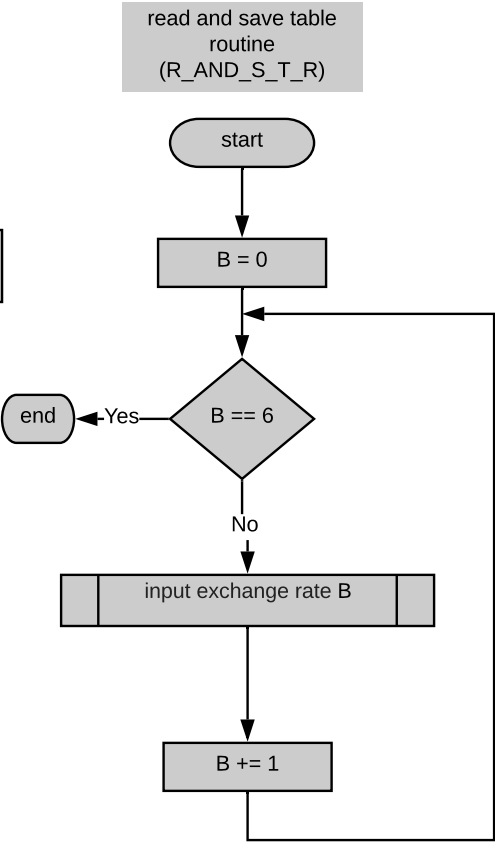 read and save table
routine
(R_AND_S_T_R)
start
B = 0
B == 6
Yes
end
No
input exchange rate B
B += 1